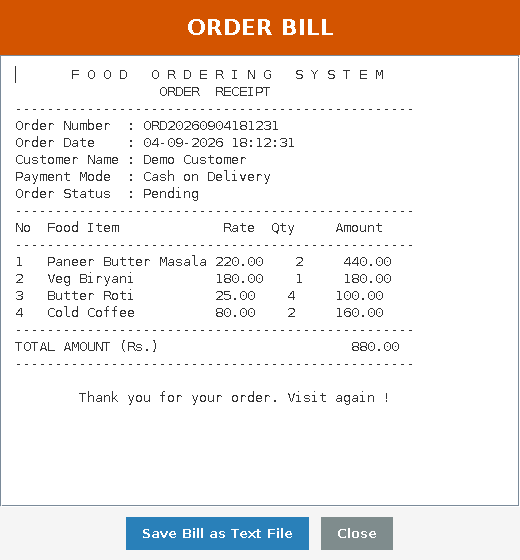 ORDER BILL
F O O D   O R D E R I N G   S Y S T E M
ORDER  RECEIPT
--------------------------------------------------
Order Number  : ORD20260904181231
Order Date    : 04-09-2026 18:12:31
Customer Name : Demo Customer
Payment Mode  : Cash on Delivery
Order Status  : Pending
--------------------------------------------------
No  Food Item             Rate  Qty     Amount
--------------------------------------------------
1   Paneer Butter Masala 220.00    2     440.00
2   Veg Biryani          180.00    1     180.00
3   Butter Roti          25.00    4     100.00
4   Cold Coffee          80.00    2     160.00
--------------------------------------------------
TOTAL AMOUNT (Rs.)                        880.00
--------------------------------------------------
Thank you for your order. Visit again !
Save Bill as Text File
Close